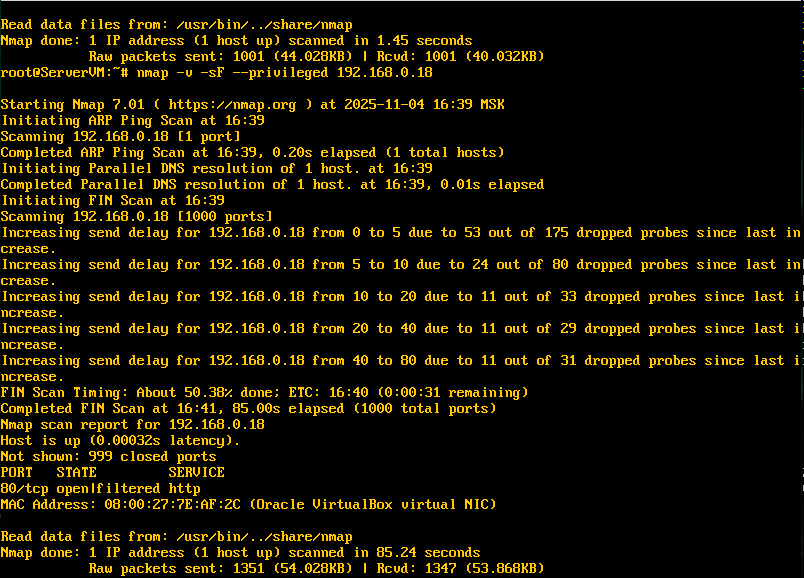 Read data files from: /usr/bin/../share/nmap
Nmap done: 1 IP address (1 host up) scanned in 1.45 seconds
           Raw packets sent: 1001 (44.028KB) | Rcvd: 1001 (40.032KB)
root@ServerVM:~# nmap -v -sF --privileged 192.168.0.18

Starting Nmap 7.01 ( https://nmap.org ) at 2025-11-04 16:39 MSK
Initiating ARP Ping Scan at 16:39
Scanning 192.168.0.18 [1 port]
Completed ARP Ping Scan at 16:39, 0.20s elapsed (1 total hosts)
Initiating Parallel DNS resolution of 1 host. at 16:39
Completed Parallel DNS resolution of 1 host. at 16:39, 0.01s elapsed
Initiating FIN Scan at 16:39
Scanning 192.168.0.18 [1000 ports]
Increasing send delay for 192.168.0.18 from 0 to 5 due to 53 out of 175 dropped probes since last in
crease.
Increasing send delay for 192.168.0.18 from 5 to 10 due to 24 out of 80 dropped probes since last in
crease.
Increasing send delay for 192.168.0.18 from 10 to 20 due to 11 out of 33 dropped probes since last i
ncrease.
Increasing send delay for 192.168.0.18 from 20 to 40 due to 11 out of 29 dropped probes since last i
ncrease.
Increasing send delay for 192.168.0.18 from 40 to 80 due to 11 out of 31 dropped probes since last i
ncrease.
FIN Scan Timing: About 50.38% done; ETC: 16:40 (0:00:31 remaining)
Completed FIN Scan at 16:41, 85.00s elapsed (1000 total ports)
Nmap scan report for 192.168.0.18
Host is up (0.00032s latency).
Not shown: 999 closed ports
PORT   STATE         SERVICE
80/tcp open|filtered http
MAC Address: 08:00:27:7E:AF:2C (Oracle VirtualBox virtual NIC)

Read data files from: /usr/bin/../share/nmap
Nmap done: 1 IP address (1 host up) scanned in 85.24 seconds
           Raw packets sent: 1351 (54.028KB) | Rcvd: 1347 (53.868KB)